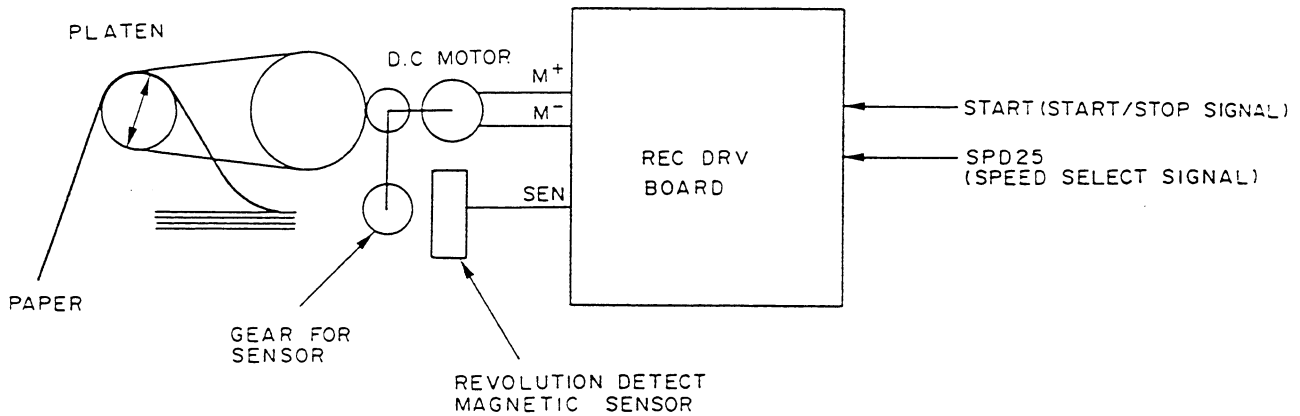 PLATEN
D.C MOTOR
M+
M-
START (START/STOP SIGNAL)
SPD25
(SPEED SELECT SIGNAL)
REC DRV
BOARD
SEN
PAPER
GEAR FOR
SENSOR
REVOLUTION DETECT
MAGNETIC SENSOR